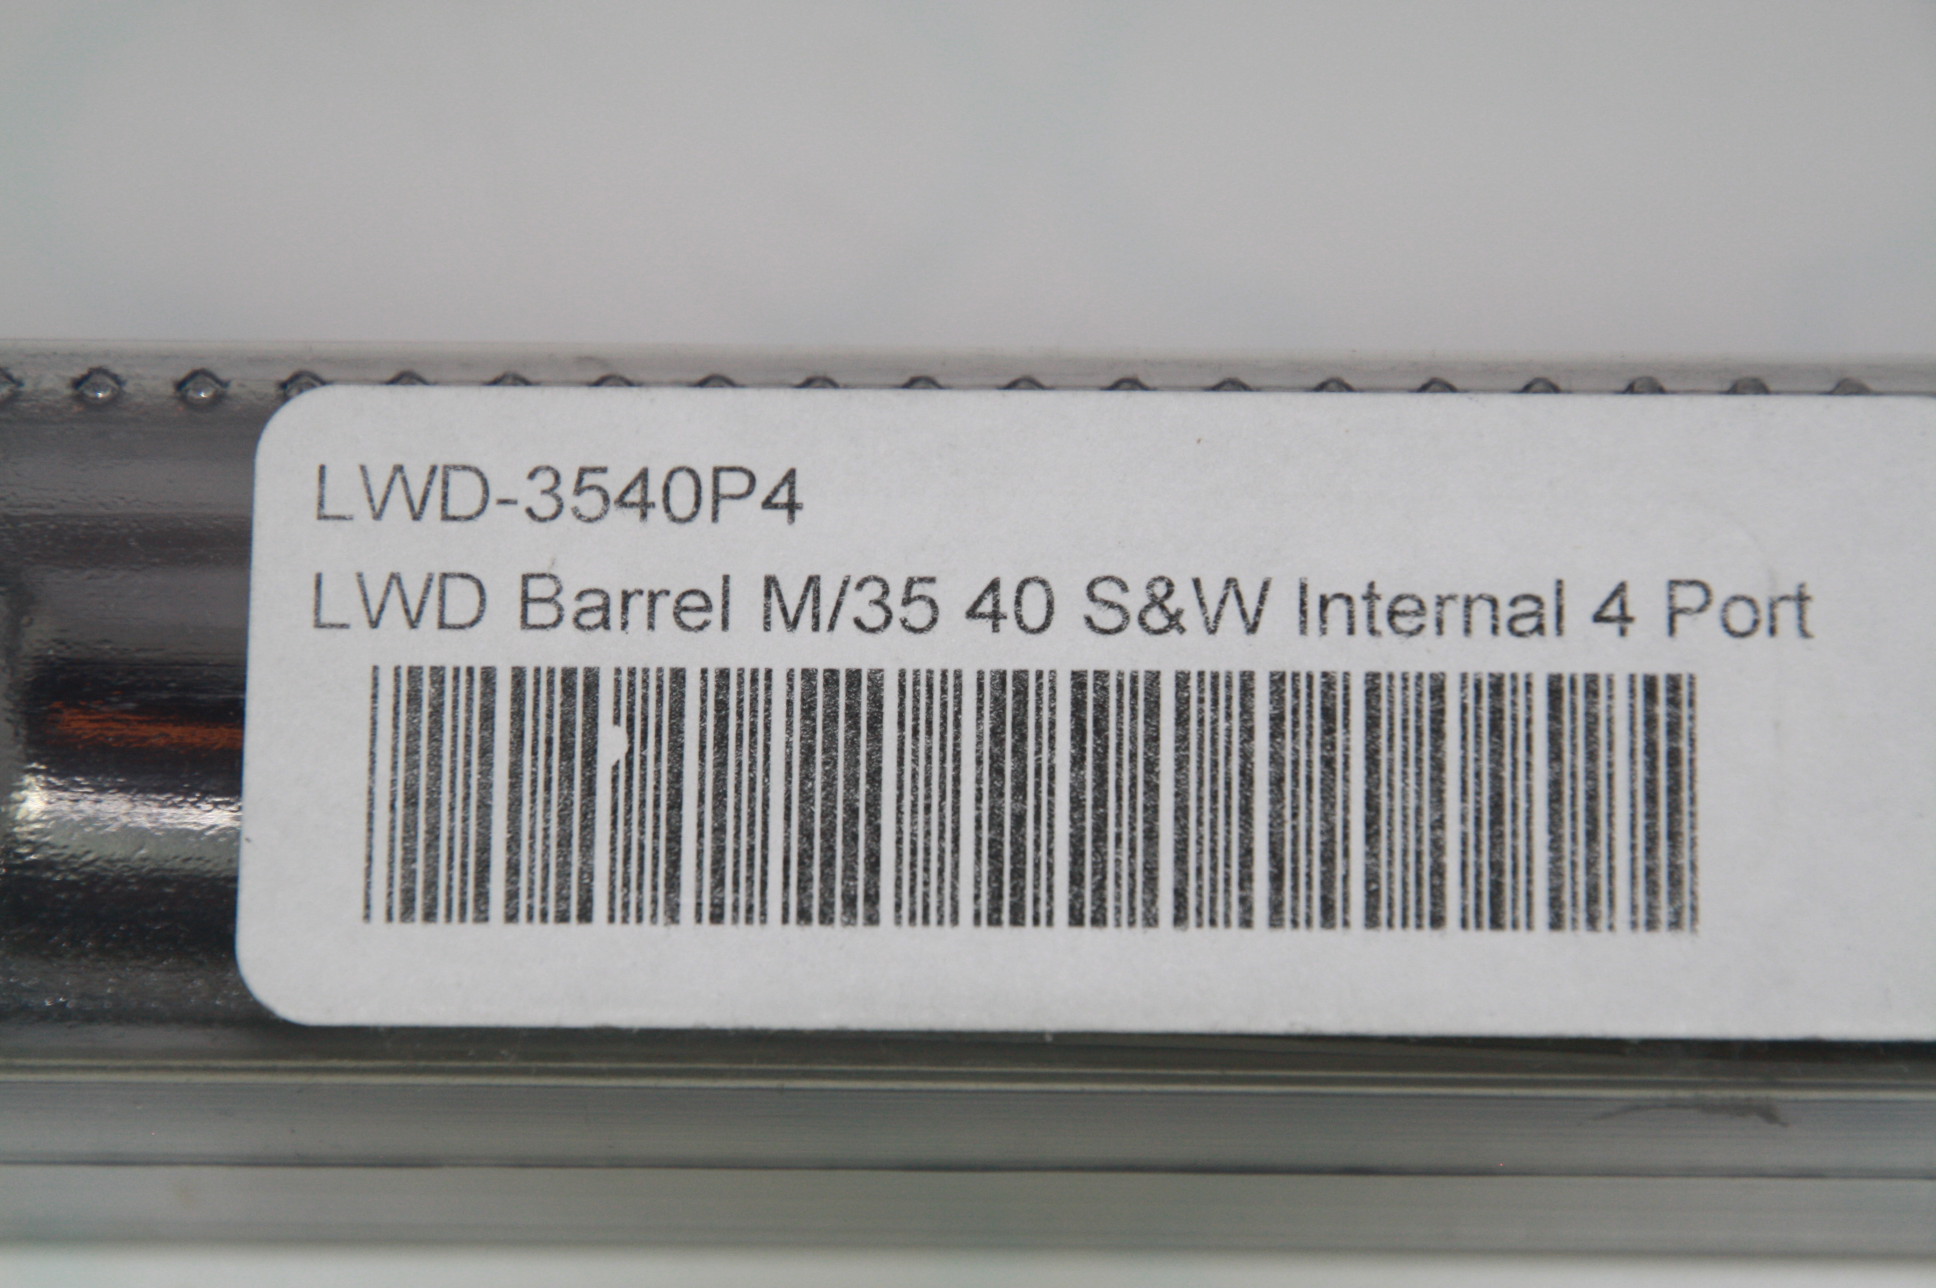 LWD-3540P4
LWD Barrel M/35 40 S&W Internal 4 Port